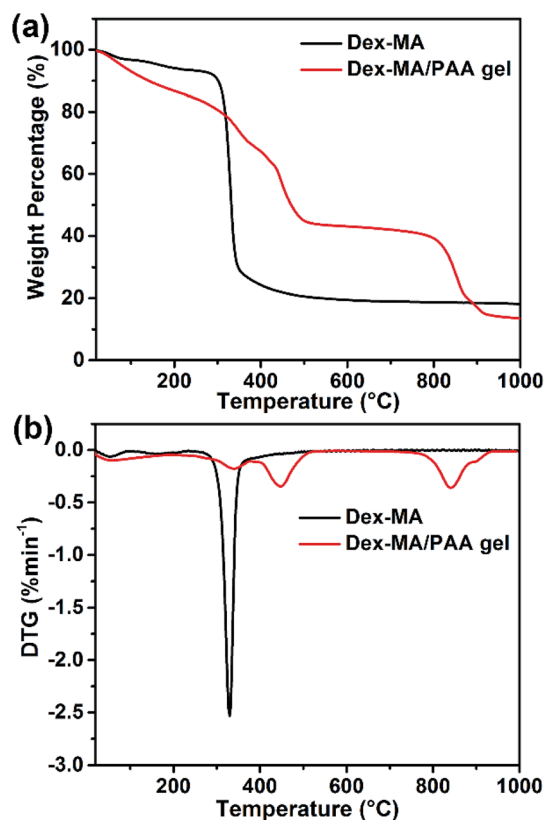 (a)
Dex-MA
Dex-MA/PAA gel
Weight Percentage (%)
100
80
60
40
20
0
200 400 600 800 1000
Temperature (°C)
(b)
0.0
-0.5
-1.0
-1.5
-2.0
-2.5
-3.0
DTG (%min⁻¹)
Dex-MA
Dex-MA/PAA gel
200 400 600 800 1000
Temperature (°C)